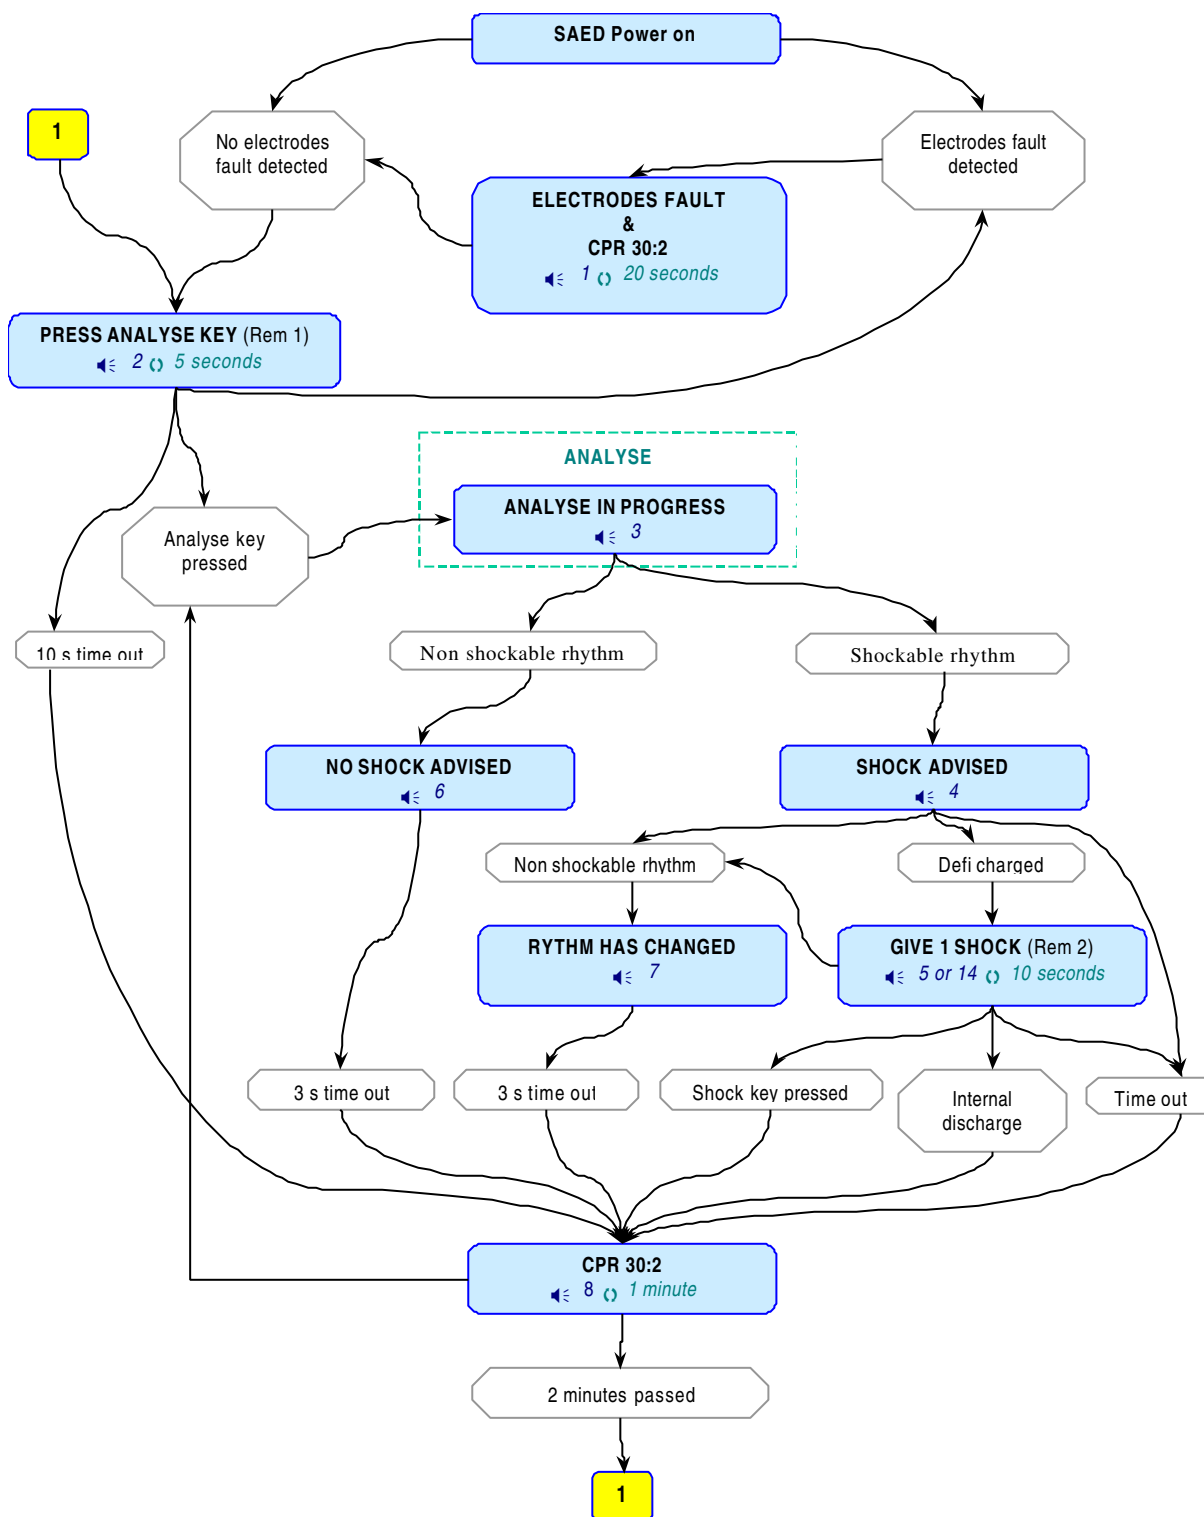 SAED Power on
1
No electrodes
fault detected
Electrodes fault
detected
ELECTRODES FAULT
&
CPR 30:2
1 20 seconds
PRESS ANALYSE KEY (Rem 1)
2 5 seconds
ANALYSE
ANALYSE IN PROGRESS
3
Analyse key
pressed
10 s time out
Non shockable rhythm
Shockable rhythm
NO SHOCK ADVISED
6
SHOCK ADVISED
4
Non shockable rhythm
Defi charged
RYTHM HAS CHANGED
7
GIVE 1 SHOCK (Rem 2)
5 or 14 10 seconds
3 s time out
3 s time out
Shock key pressed
Internal
discharge
Time out
CPR 30:2
8 1 minute
2 minutes passed
1